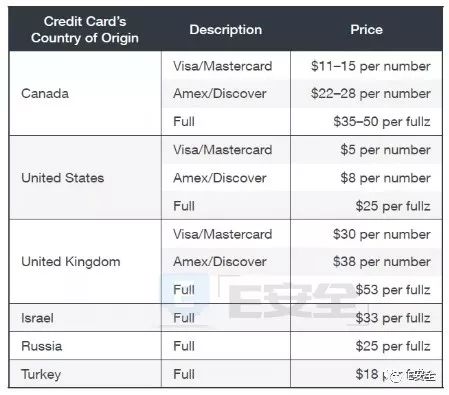 Credit Card's Country of Origin Description Price
Canada Visa/Mastercard $11–15 per number
Amex/Discover $22–28 per number
Full $35–50 per fullz
United States Visa/Mastercard $5 per number
Amex/Discover $8 per number
Full $25 per fullz
United Kingdom Visa/Mastercard $30 per number
Amex/Discover $38 per number
Full $53 per fullz
E安全
Israel Full $33 per fullz
Russia Full $25 per fullz
Turkey Full $18
E安全